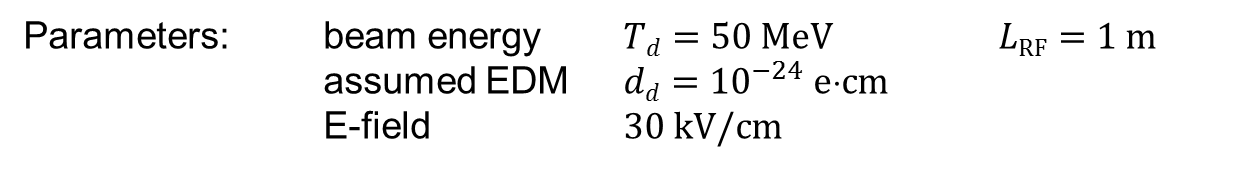 Parameters: beam energy T_d = 50 MeV L_RF = 1 m
assumed EDM d_d = 10^−24 e·cm
E-field 30 kV/cm